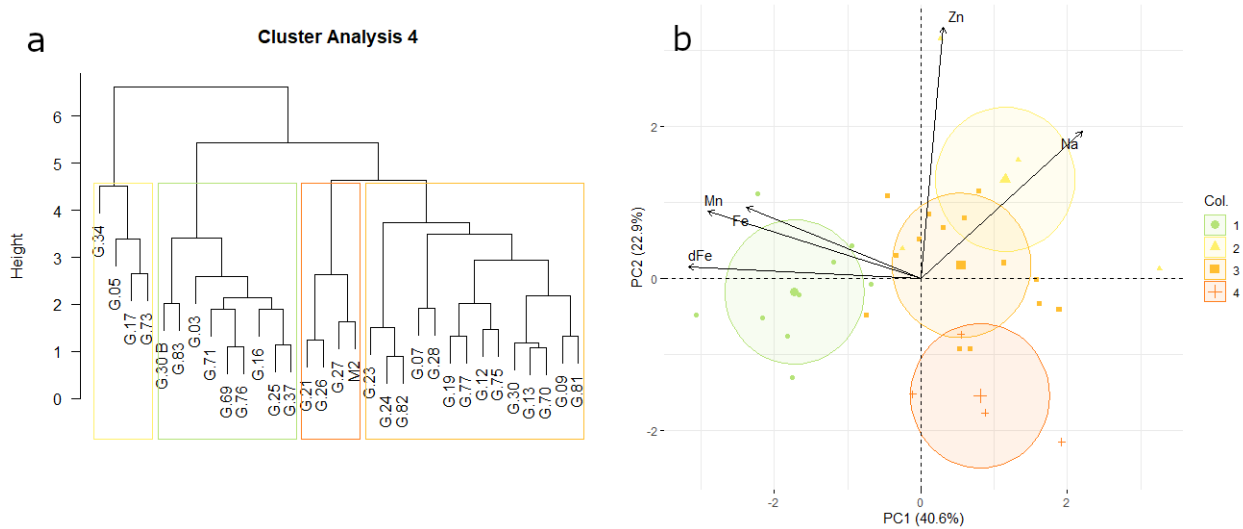 a
Cluster Analysis 4
Height
6
5
4
3
2
1
0
G.34
G.05
G.17
G.73
G.30 B
G.83
G.03
G.71
G.69
G.76
G.16
G.25
G.37
G.21
G.26
G.27
M2
G.23
G.24
G.82
G.07
G.28
G.19
G.77
G.12
G.75
G.30
G.13
G.70
G.09
G.81
b
Zn
Na
Mn
Fe
dFe
PC2 (22.9%)
2
0
-2
-2
0
2
PC1 (40.6%)
Col.
1
2
3
4